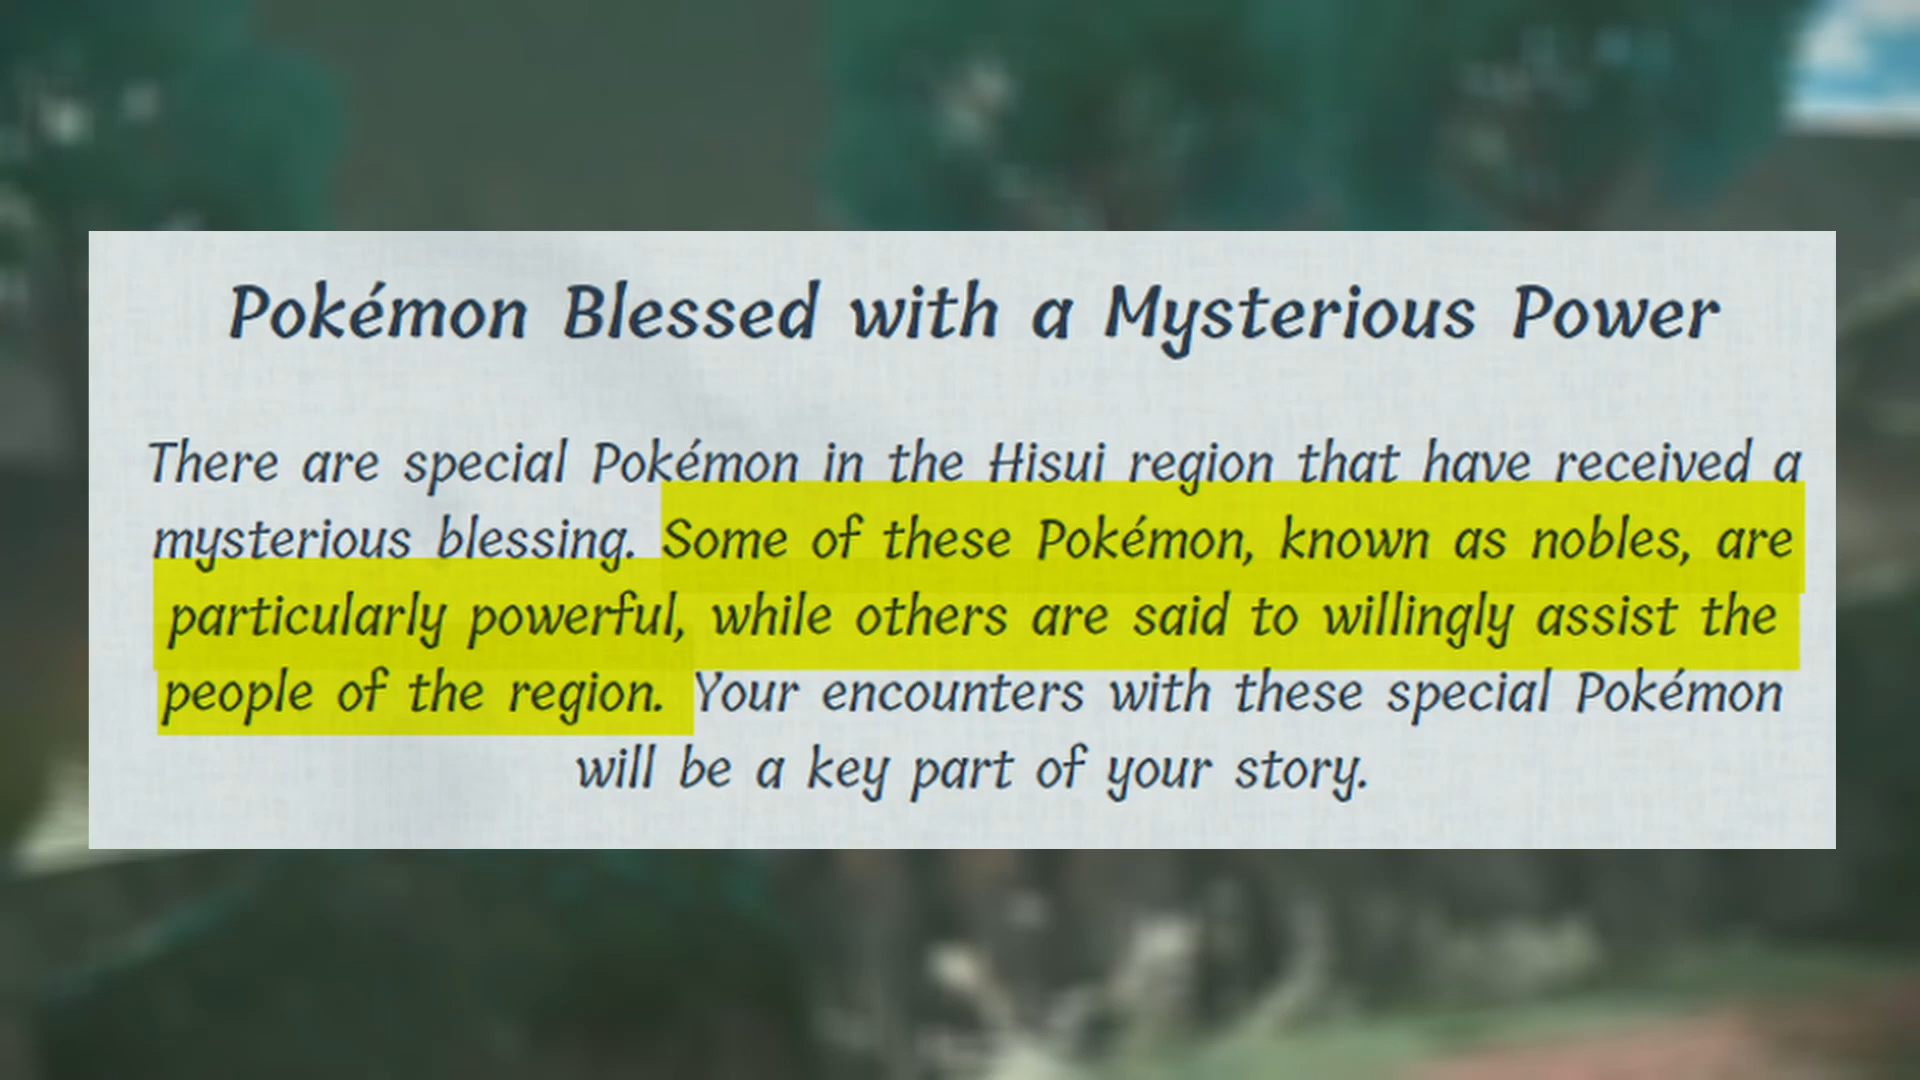 Pokémon Blessed with a Mysterious Power
There are special Pokémon in the Hisui region that have received a
mysterious blessing. Some of these Pokémon, known as nobles, are
particularly powerful, while others are said to willingly assist the
people of the region. Your encounters with these special Pokémon
will be a key part of your story.